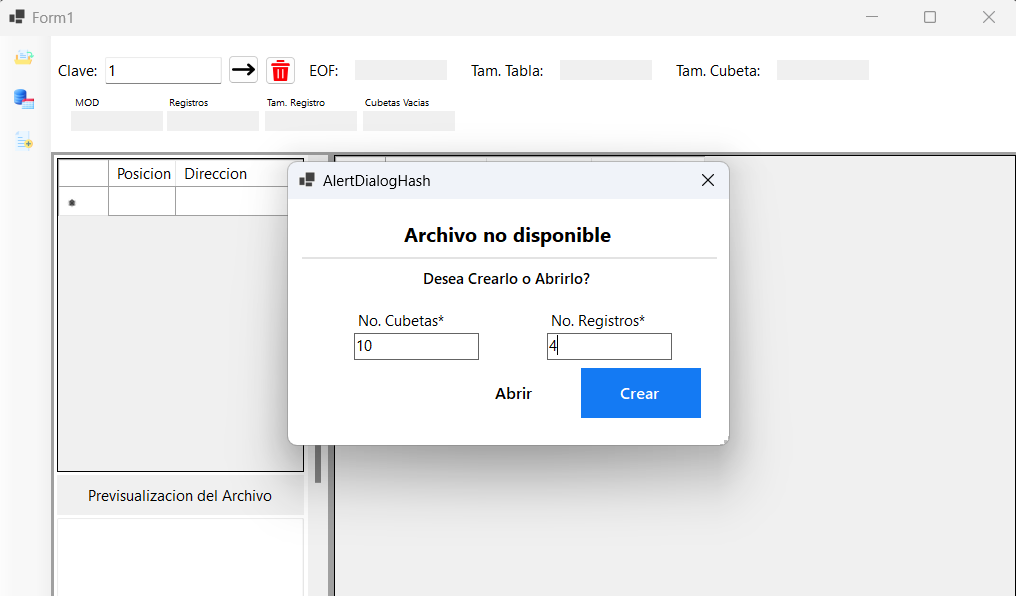 Form1
Clave: 1 EOF: Tam. Tabla: Tam. Cubeta:
MOD Registros Tam. Registro Cubetas Vacias
Posicion Direccion
AlertDialogHash
Archivo no disponible
Desea Crearlo o Abrirlo?
No. Cubetas* No. Registros*
10 4
Abrir Crear
Previsualizacion del Archivo